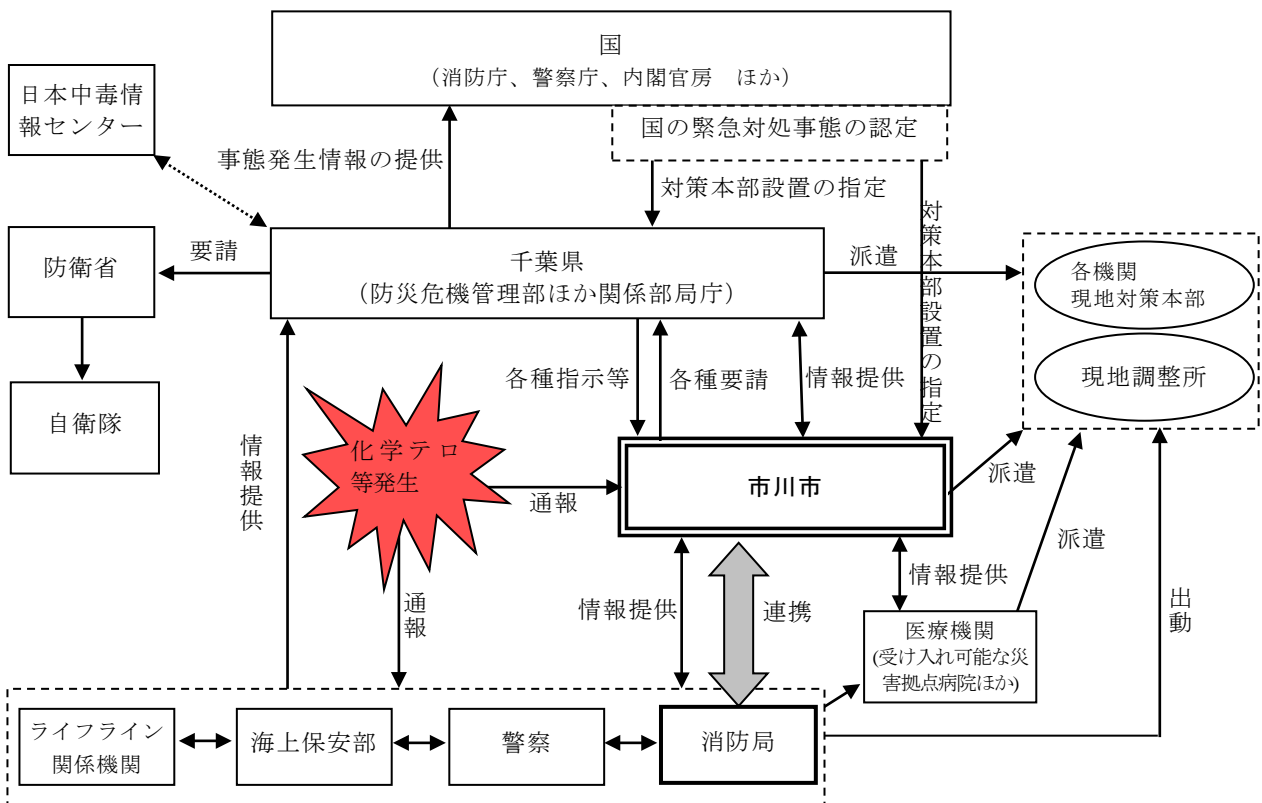 国
（消防庁、警察庁、内閣官房　ほか）
日本中毒情
報センター
国の緊急対処事態の認定
事態発生情報の提供
対策本部設置の指定
対策本部設置の指定
防衛省
要請
千葉県
（防災危機管理部ほか関係部局庁）
派遣
各機関
現地対策本部
現地調整所
自衛隊
各種指示等
各種要請
情報提供
情報提供
化学テロ
等発生
通報
市川市
派遣
派遣
通報
情報提供
連携
情報提供
出動
医療機関
(受け入れ可能な災
害拠点病院ほか)
ライフライン
関係機関
海上保安部
警察
消防局